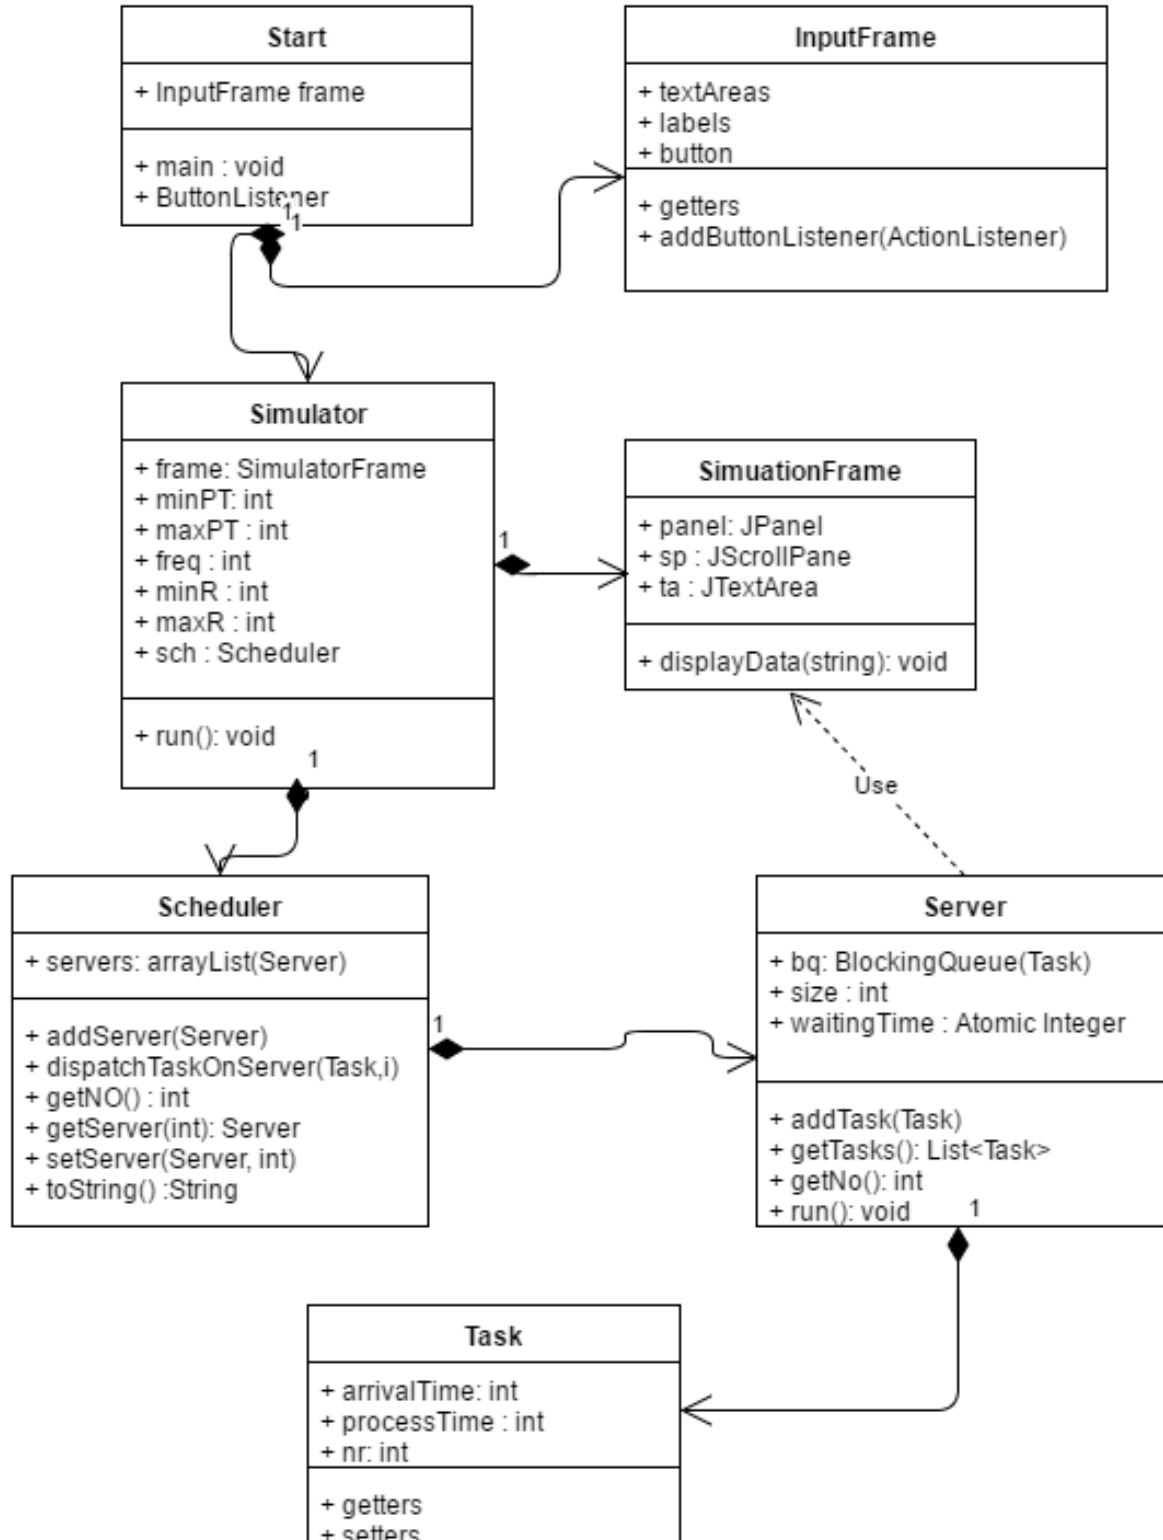 Start
+ InputFrame frame
+ main : void
+ ButtonListener
1
1
InputFrame
+ textAreas
+ labels
+ button
+ getters
+ addButtonListener(ActionListener)
Simulator
+ frame: SimulatorFrame
+ minPT: int
+ maxPT : int
+ freq : int
+ minR : int
+ maxR : int
+ sch : Scheduler
+ run(): void
1
1
SimuationFrame
+ panel: JPanel
+ sp : JScrollPane
+ ta : JTextArea
+ displayData(string): void
Use
Scheduler
+ servers: arrayList(Server)
+ addServer(Server)
+ dispatchTaskOnServer(Task,i)
+ getNO() : int
+ getServer(int): Server
+ setServer(Server, int)
+ toString() :String
1
Server
+ bq: BlockingQueue(Task)
+ size : int
+ waitingTime : Atomic Integer
+ addTask(Task)
+ getTasks(): List<Task>
+ getNo(): int
+ run(): void
1
Task
+ arrivalTime: int
+ processTime : int
+ nr: int
+ getters
+ setters